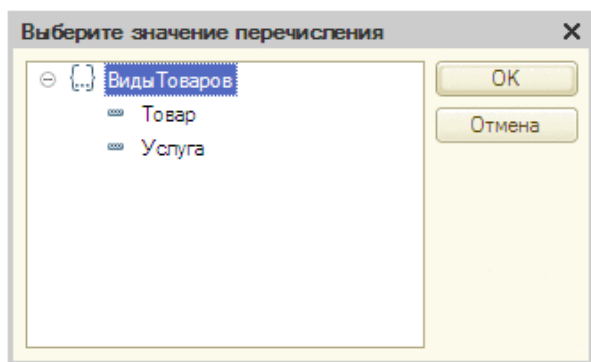 Выберите значение перечисления
ВидыТоваров
Товар
Услуга
OK
Отмена